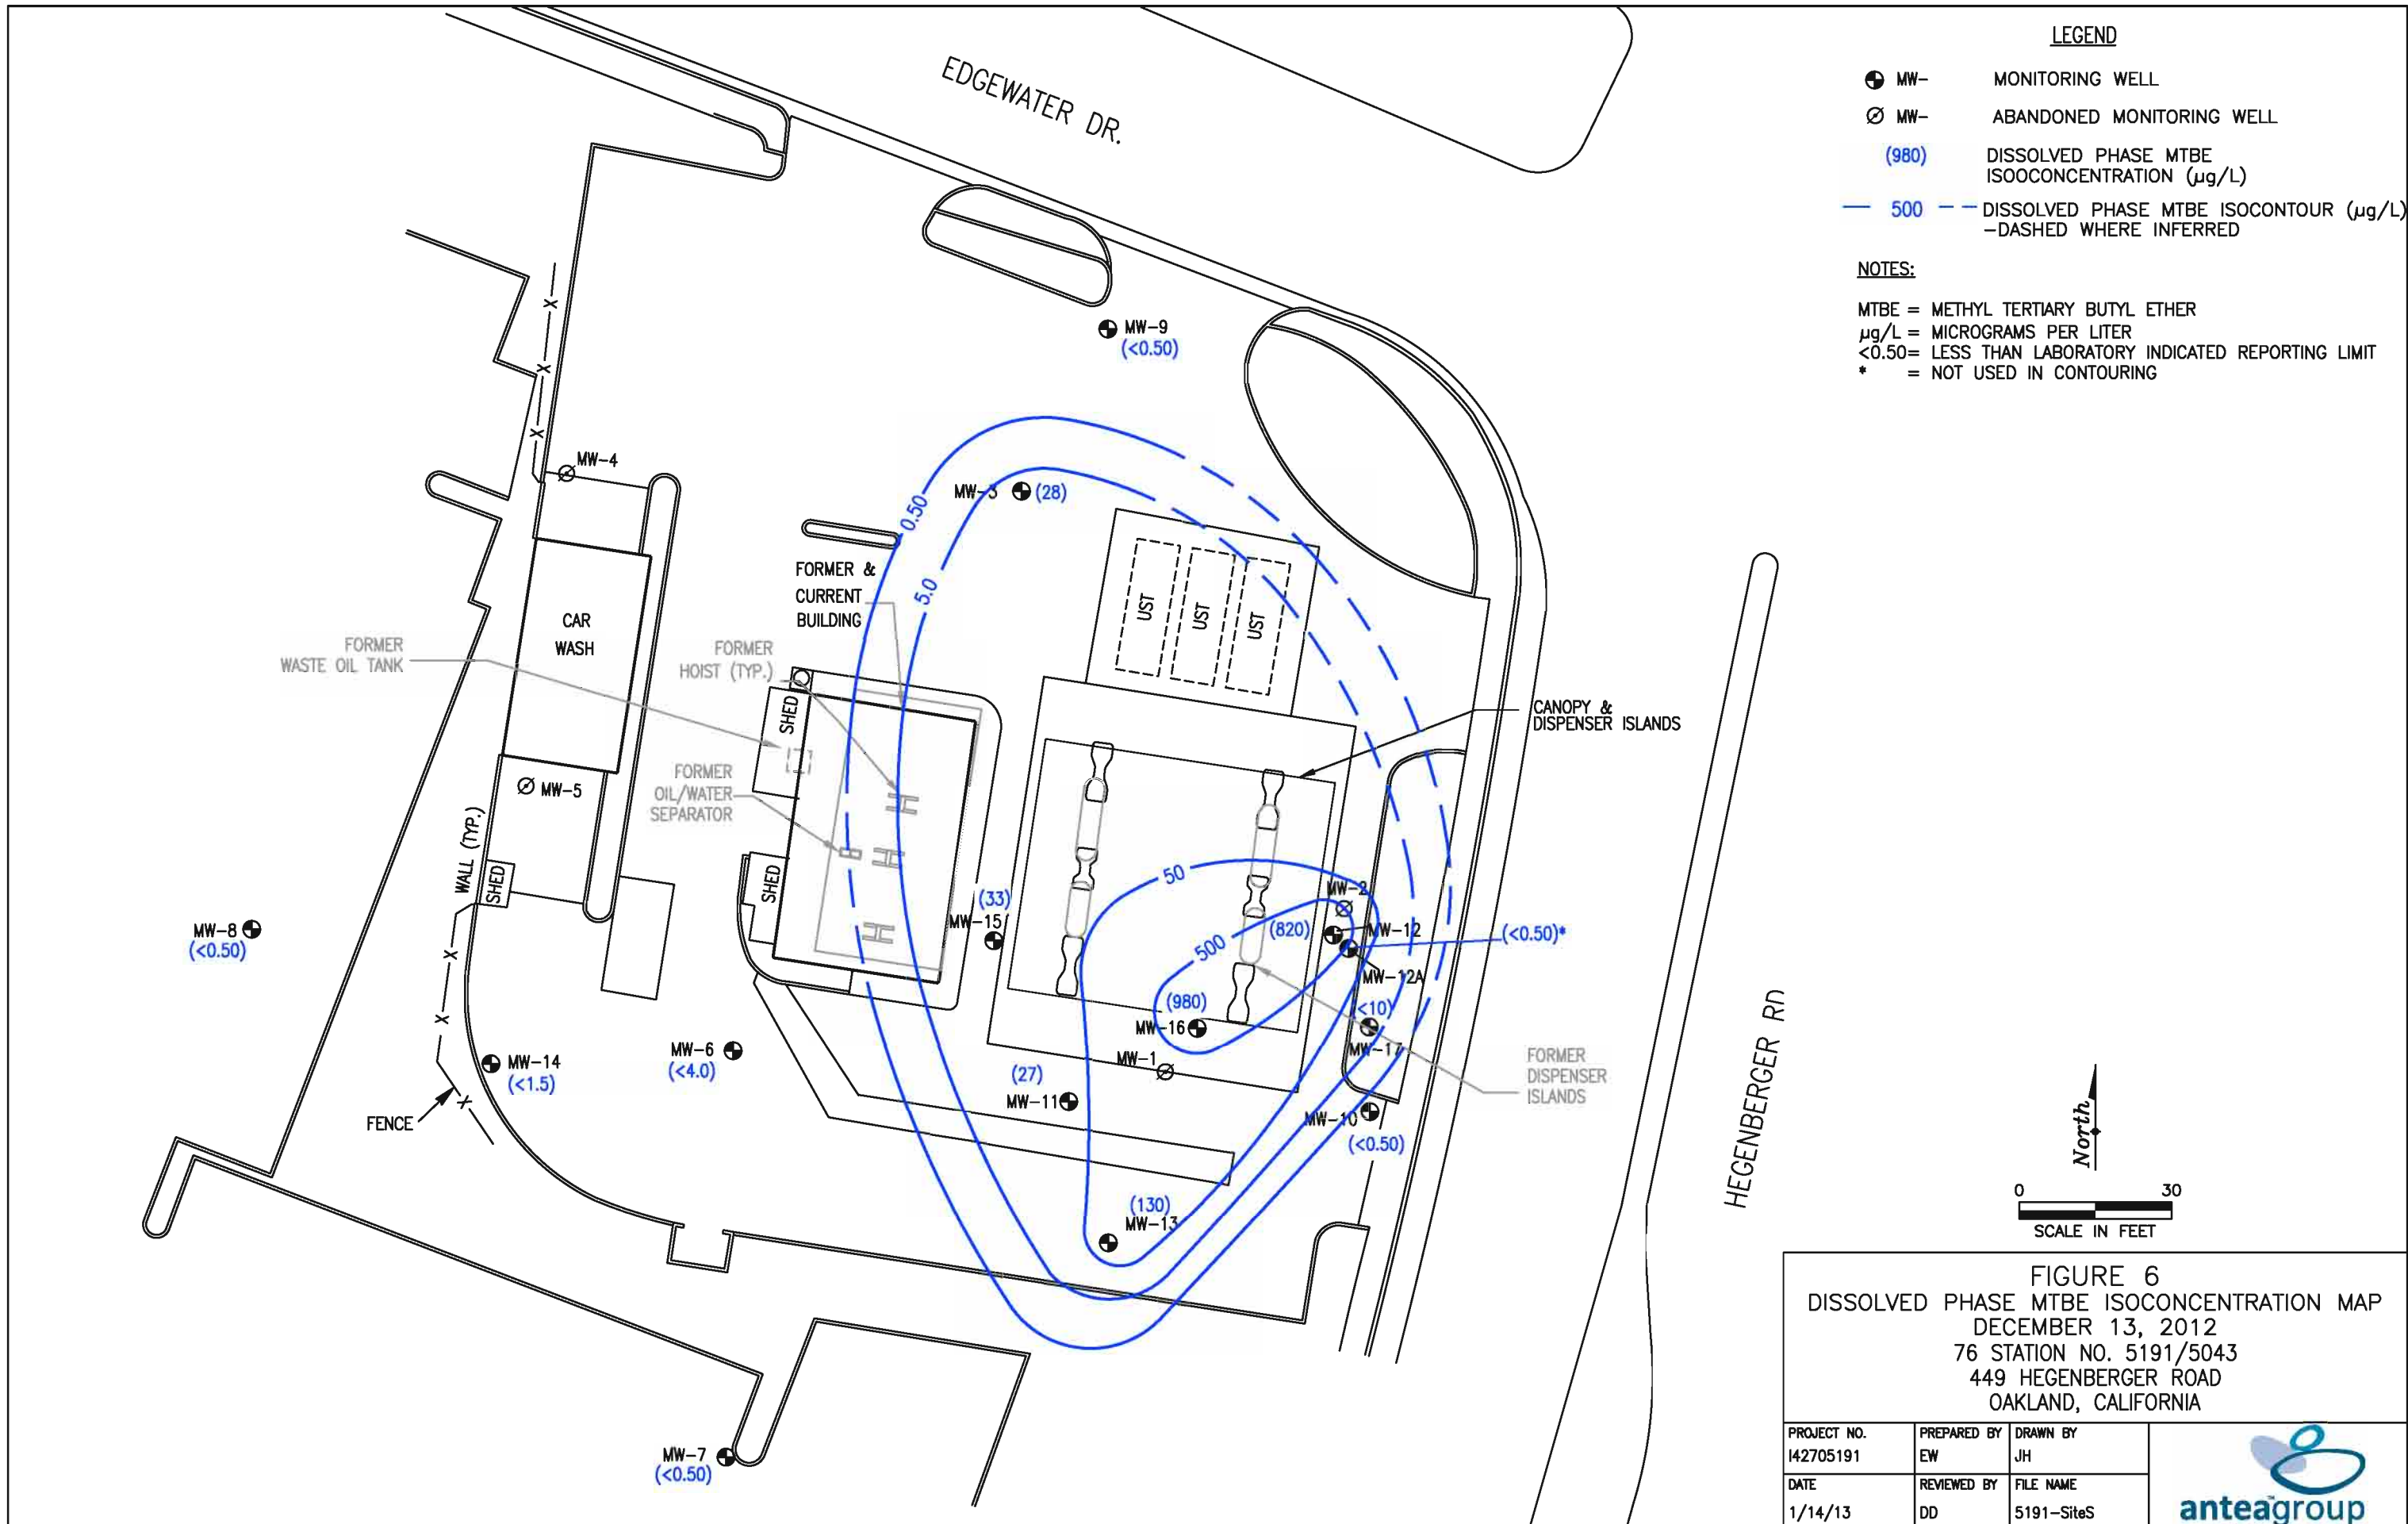 EDGEWATER DR.
LEGEND
MW- MONITORING WELL
MW- ABANDONED MONITORING WELL
(980) DISSOLVED PHASE MTBE
ISOOCONCENTRATION (µg/L)
500 DISSOLVED PHASE MTBE ISOCONTOUR (µg/L)
-DASHED WHERE INFERRED
NOTES:
MTBE = METHYL TERTIARY BUTYL ETHER
µg/L = MICROGRAMS PER LITER
<0.50= LESS THAN LABORATORY INDICATED REPORTING LIMIT
* = NOT USED IN CONTOURING
MW-9
(<0.50)
X
X
X
MW-4
MW-3 (28)
0.50
5.0
FORMER &
CURRENT
BUILDING
UST
UST
UST
CAR
WASH
FORMER
WASTE OIL TANK
FORMER
HOIST (TYP.)
SHED
CANOPY &
DISPENSER ISLANDS
FORMER
OIL/WATER
SEPARATOR
MW-5
WALL (TYP.)
SHED
SHED
50
500
MW-2
(33)
MW-15
(820)
MW-12
(<0.50)*
MW-12A
MW-8
(<0.50)
X
X
X
(980)
MW-16
(<10)
MW-17
MW-1
MW-14
(<1.5)
MW-6
(<4.0)
(27)
MW-11
FENCE
MW-10
(<0.50)
FORMER
DISPENSER
ISLANDS
HEGENBERGER RD
(130)
MW-13
MW-7
(<0.50)
North
0 30
SCALE IN FEET
FIGURE 6
DISSOLVED PHASE MTBE ISOCONCENTRATION MAP
DECEMBER 13, 2012
76 STATION NO. 5191/5043
449 HEGENBERGER ROAD
OAKLAND, CALIFORNIA
PROJECT NO. PREPARED BY DRAWN BY
I42705191 EW JH
DATE REVIEWED BY FILE NAME
1/14/13 DD 5191-SiteS
anteagroup